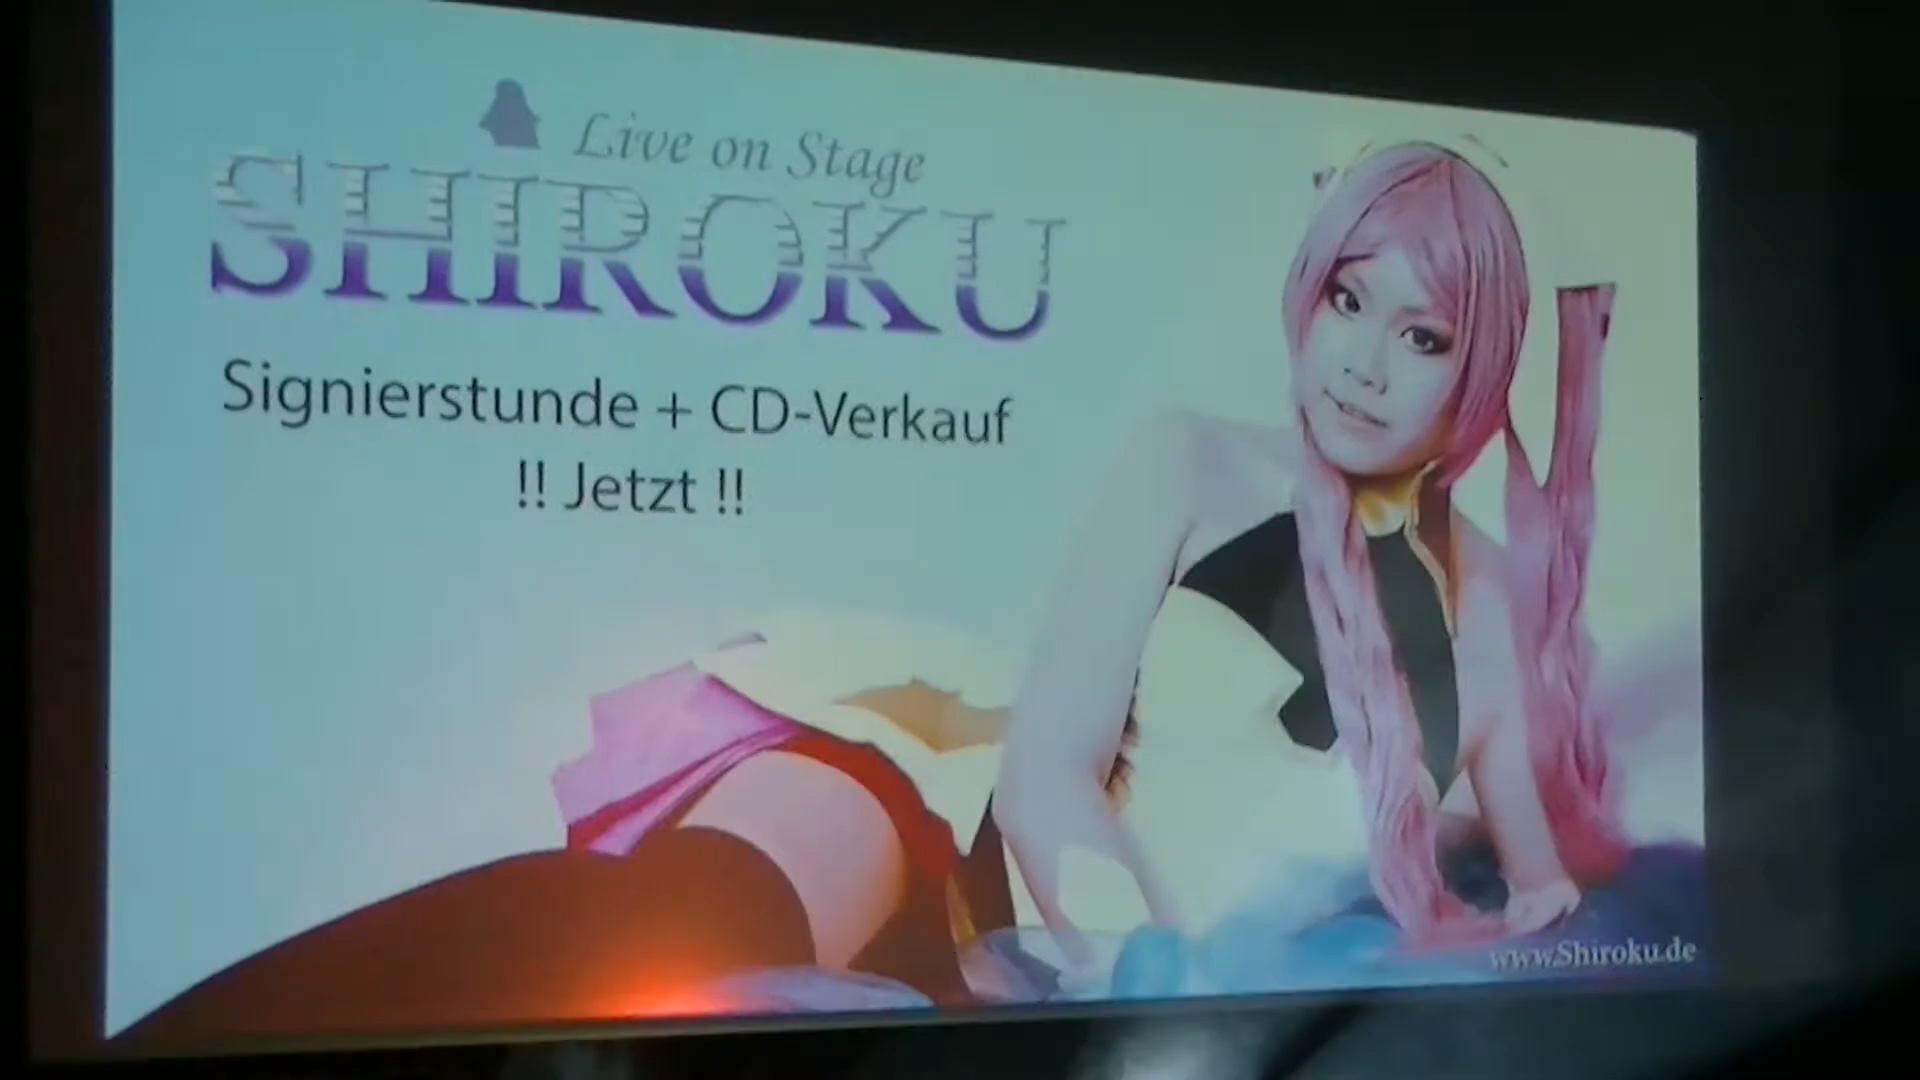 Live on Stage
SHIROKU
Signierstunde + CD-Verkauf
!! Jetzt !!
www.Shiroku.de